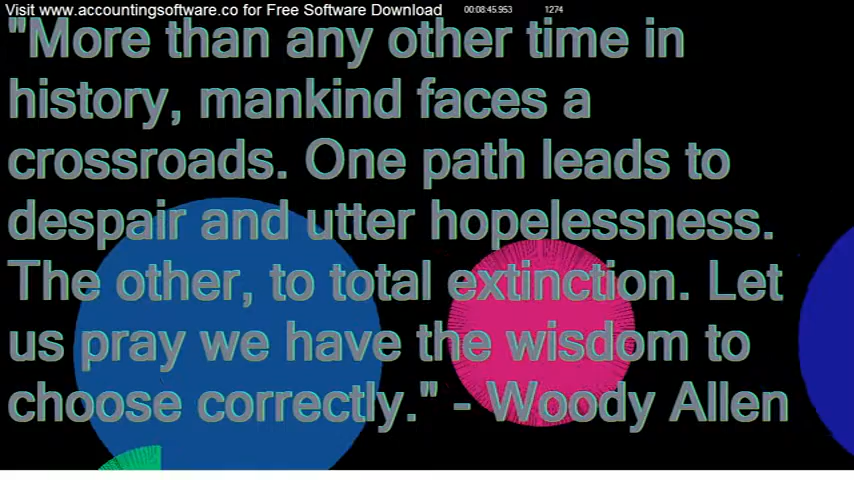 Visit www.accountingsoftware.co for Free Software Download 00:08:45.953 1274
"More than any other time in
history, mankind faces a
crossroads. One path leads to
despair and utter hopelessness.
The other, to total extinction. Let
us pray we have the wisdom to
choose correctly." - Woody Allen